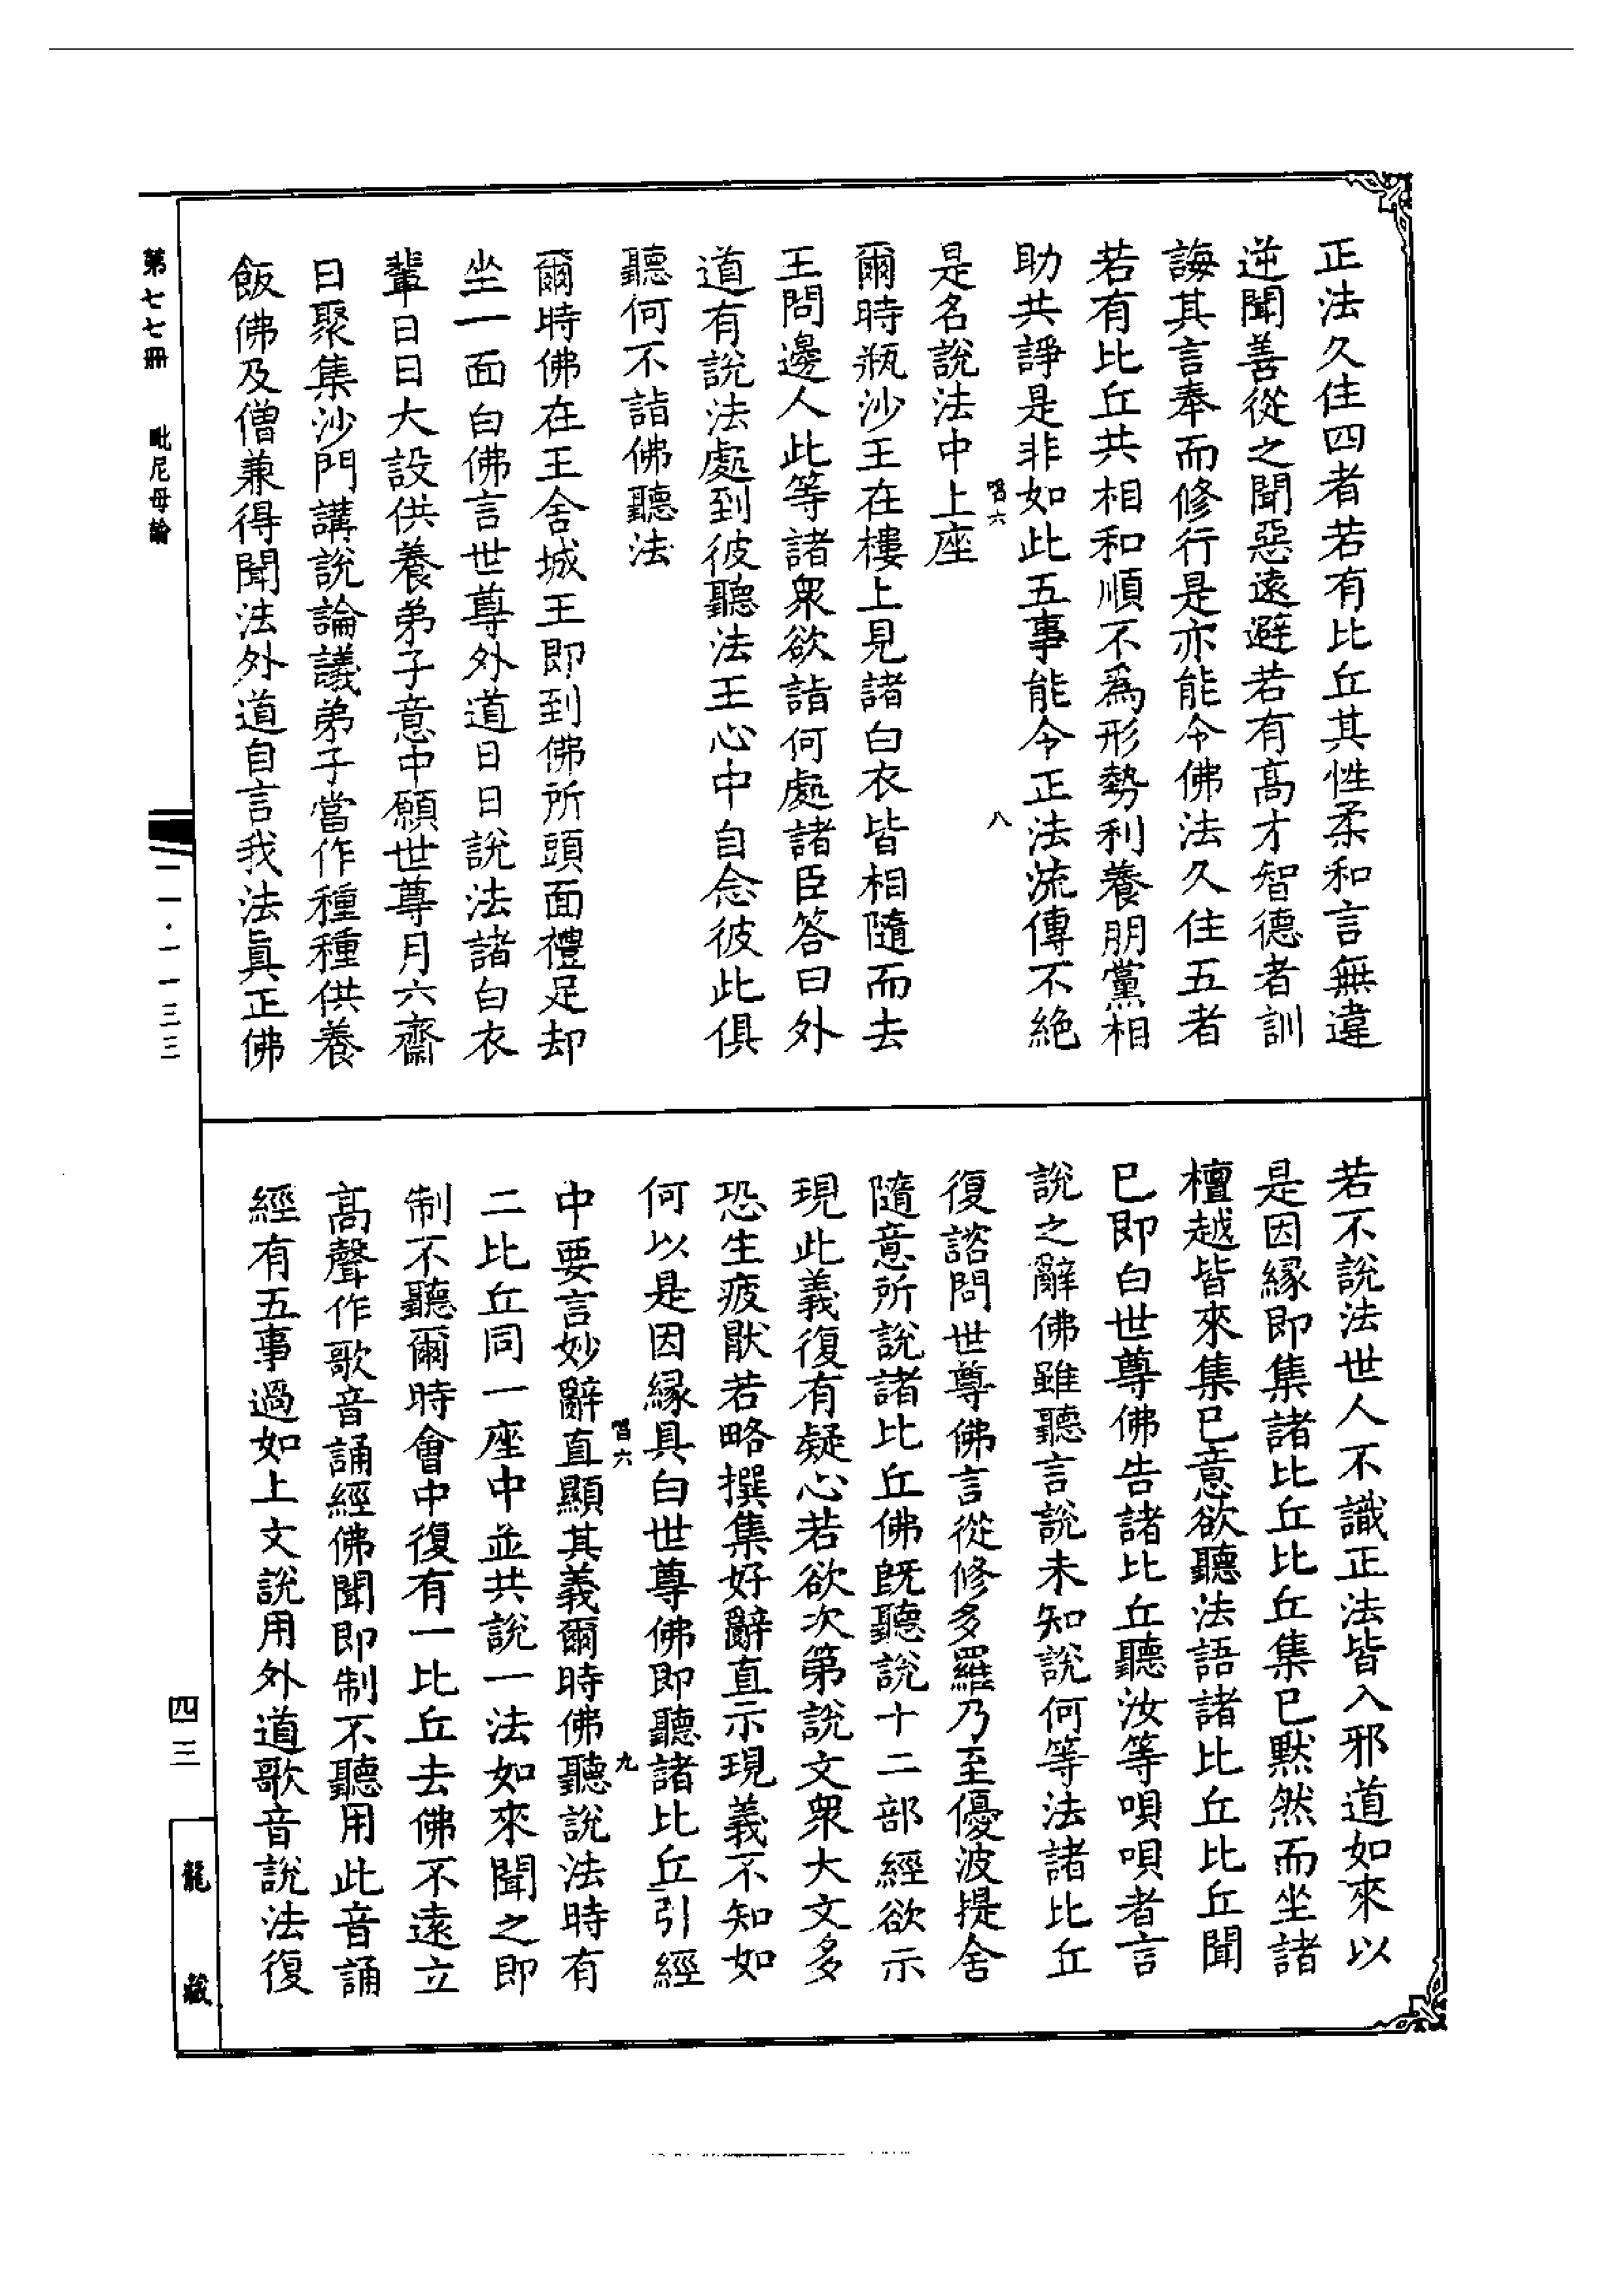 正法久住四者若有比丘其性柔和言無違
逆聞善從之聞惡遠避若有高才智德者訓
誨其言奉而修行是亦能令佛法久住五者
若有比丘共相和順不爲形勢利養朋黨相
助共諍是非如此五事能令正法流傳不絶
唱六
八
是名說法中上座
爾時瓶沙王在樓上見諸白衣皆相隨而去
王問邊人此等諸衆欲詣何處諸臣答曰外
道有說法處到彼聽法王心中自念彼此俱
聽何不詣佛聽法
爾時佛在王舍城王即到佛所頭面禮足却
坐一面白佛言世尊外道日日說法諸白衣
輩日日大設供養弟子意中願世尊月六齋
日聚集沙門講說論議弟子當作種種供養
飯佛及僧兼得聞法外道自言我法眞正佛
若不說法世人不識正法皆入邪道如來以
是因緣即集諸比丘比丘集已默然而坐諸
檀越皆來集已意欲聽法語諸比丘比丘聞
已即白世尊佛告諸比丘聽汝等唄唄者言
說之辭佛雖聽言說未知說何等法諸比丘
復諮問世尊佛言從修多羅乃至優波提舍
隨意所說諸比丘佛旣聽說十二部經欲示
現此義復有疑心若欲次第說文衆大文多
恐生疲猒若略撰集好辭直示現義不知如
何以是因緣具白世尊佛即聽諸比丘引經
唱六
九
中要言妙辭直顯其義爾時佛聽說法時有
二比丘同一座中並共說一法如來聞之即
制不聽爾時會中復有一比丘去佛不遠立
高聲作歌音誦經佛聞即制不聽用此音誦
經有五事過如上文說用外道歌音說法復
第七七冊
毗尼母論
二一·一一三三
四三
龍藏